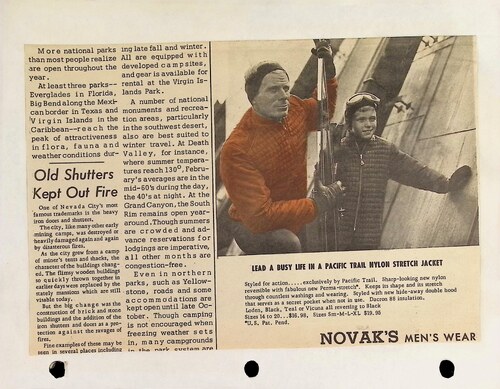 More national parks
than most people realize
are open throughout the
year.
At least three parks—
Everglades in Florida,
Big Bend along the Mexi-
can border in Texas and
Virgin Islands in the
Caribbean—reach the
peak of attractiveness
in flora, fauna and
weather conditions dur-
ing late fall and winter.
All are equipped with
developed campsites,
and gear is available for
rental at the Virgin Is-
lands Park.
A number of national
monuments and recrea-
tion areas, particularly
in the southwest desert,
also are best suited to
winter travel. At Death
Valley, for instance,
where summer tempera-
tures reach 130°, Febru-
ary's averages are in the
mid-60's during the day,
the 40's at night. At the
Grand Canyon, the South
Rim remains open year-
around. Though summers
are crowded and ad-
vance reservations for
lodgings are imperative,
all other months are
congestion-free.
Even in northern
parks, such as Yellow-
stone, roads and some
accommodations are
kept open until late Oc-
tober. Though camping
is not encouraged when
freezing weather sets
in, many campgrounds
in the park system are
Old Shutters
Kept Out Fire
One of Nevada City's most
famous trademarks is the heavy
iron doors and shutters.
The city, like many other early
mining camps, was destroyed or
heavily damaged again and again
by disastrous fires.
As the city grew from a camp
of miner's tents and shacks, the
character of the buildings chang-
ed. The flimsy wooden buildings
so quickly thrown together in
earlier days were replaced by the
stately mansions which are still
visible today.
But the big change was the
construction of brick and stone
buildings and the addition of the
iron shutters and doors as a pro-
tection against the ravages of
fires.
Fine examples of these may be
seen in several places including
LEAD A BUSY LIFE IN A PACIFIC TRAIL NYLON STRETCH JACKET
Styled for action.....exclusively by Pacific Trail. Sharp-looking new nylon
reversible with fabulous new Perma-stretch*. Keeps its shape and its stretch
through countless washings and wearing. Styled with new hide-away double hood
that serves as a secret pocket when not in use. Dacron 88 insulation.
Loden, Black, Teal or Vicuna all reversing to Black
Sizes 14 to 20...$16.98, Sizes Sm-M-L-XL $19.98
*U.S. Pat. Pend.
NOVAK'S MEN'S WEAR